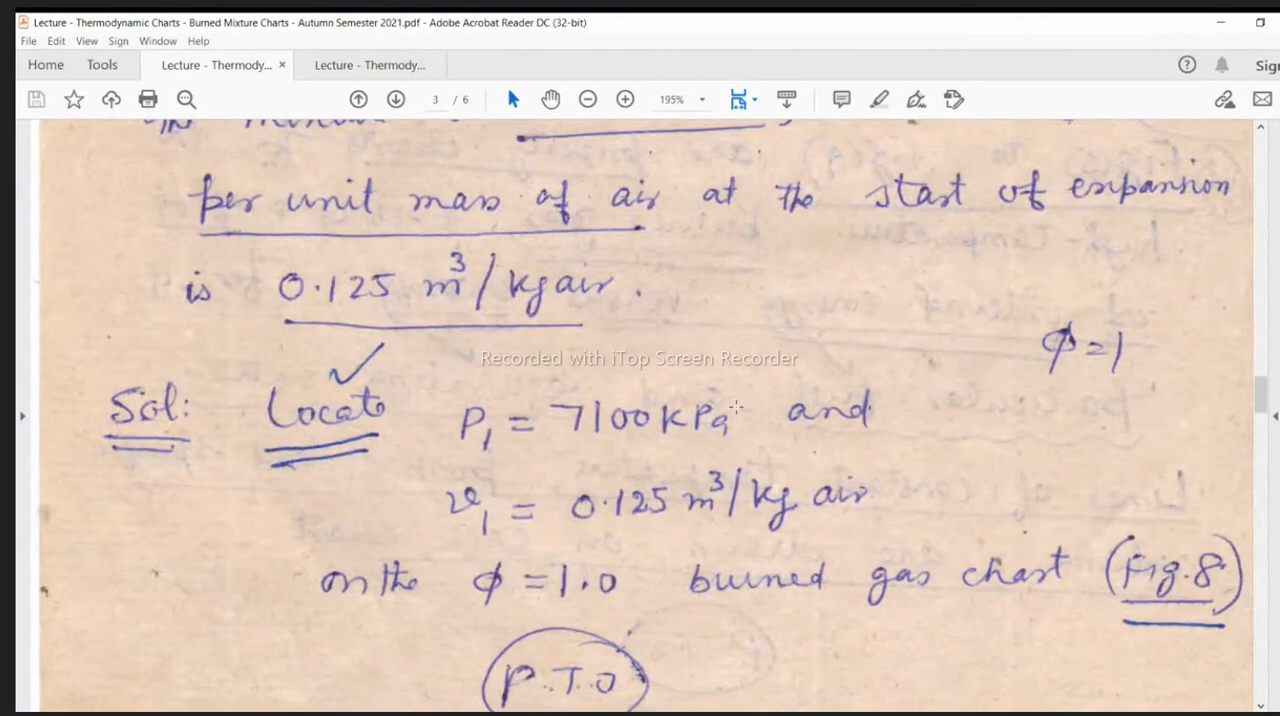 Lecture - Thermodynamic Charts - Burned Mixture Charts - Autumn Semester 2021.pdf - Adobe Acrobat Reader DC (32-bit)
File Edit View Sign Window Help
Home Tools Lecture - Thermody... × Lecture - Thermody... Sign
3 / 6 195%
per unit mass of air at the start of expansion
is 0.125 m³/kg air.
φ = 1
Recorded with iTop Screen Recorder
Sol: Locate P₁ = 7100 kPa and
v₁ = 0.125 m³/kg air
on the φ = 1.0 burned gas chart (Fig. 8)
P.T.O